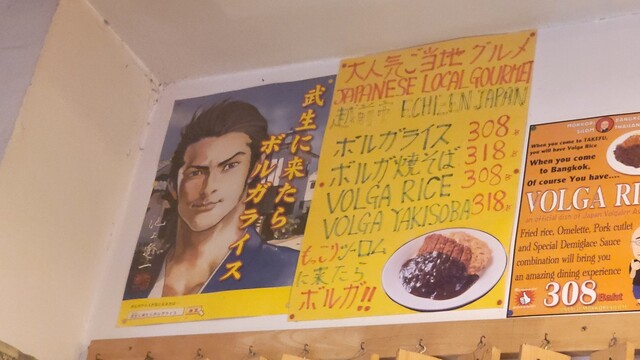 武生に来たら
ボルガライス
大人気ご当地グルメ
JAPANESE LOCAL GOURMET
越前市 ECHIZEN JAPAN
ボルガライス 308
ボルガ焼そば 318
VOLGA RICE 308
VOLGA YAKISOBA 318
もっこりツーロム
に来たら
ボルガ!!
When you come to TAKEFU,
you will have Volga Rice
When you come
to Bangkok,
Of course You have....
VOLGA RI
Fried rice, Omelette, Pork cutlet
and Special Demiglace Sauce
combination will bring you
an amazing dining experience
308 Baht